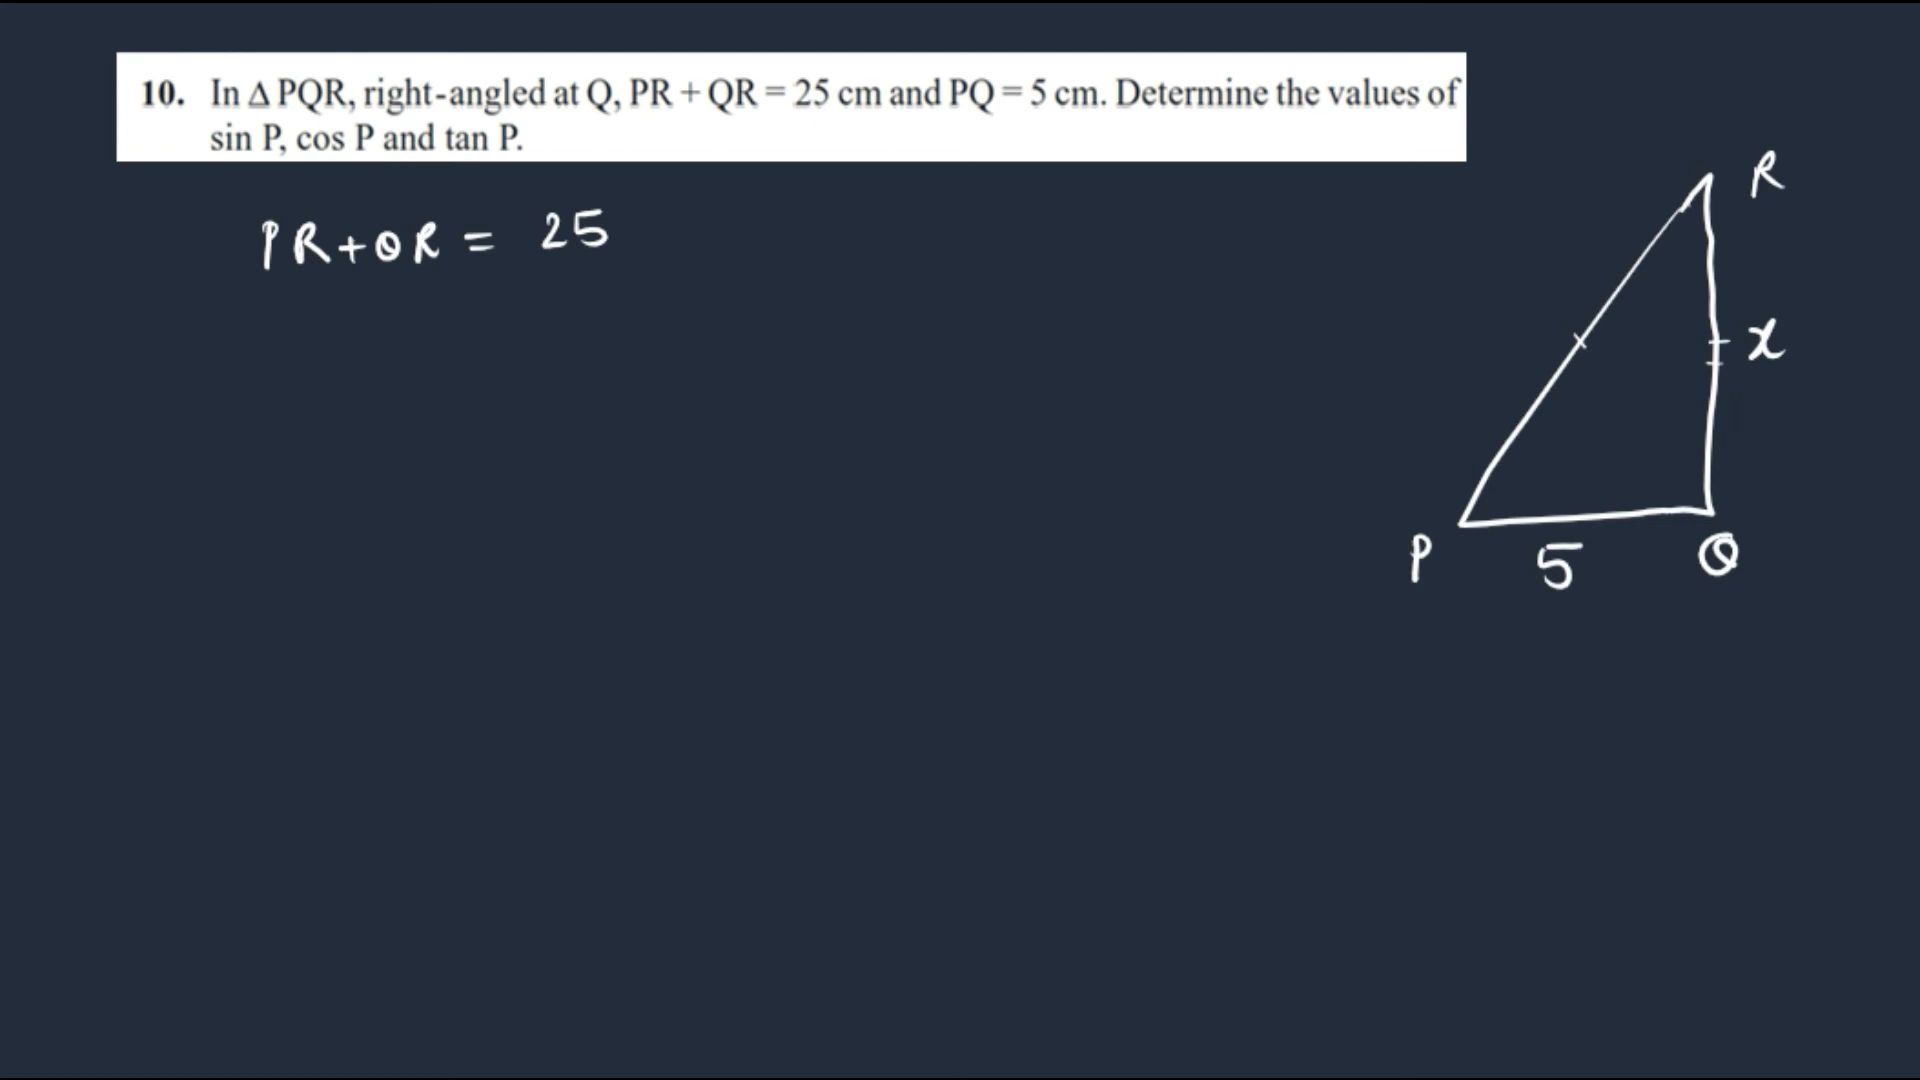 10. In Δ PQR, right-angled at Q, PR + QR = 25 cm and PQ = 5 cm. Determine the values of
sin P, cos P and tan P.
PR+QR = 25
R
x
P 5 Q